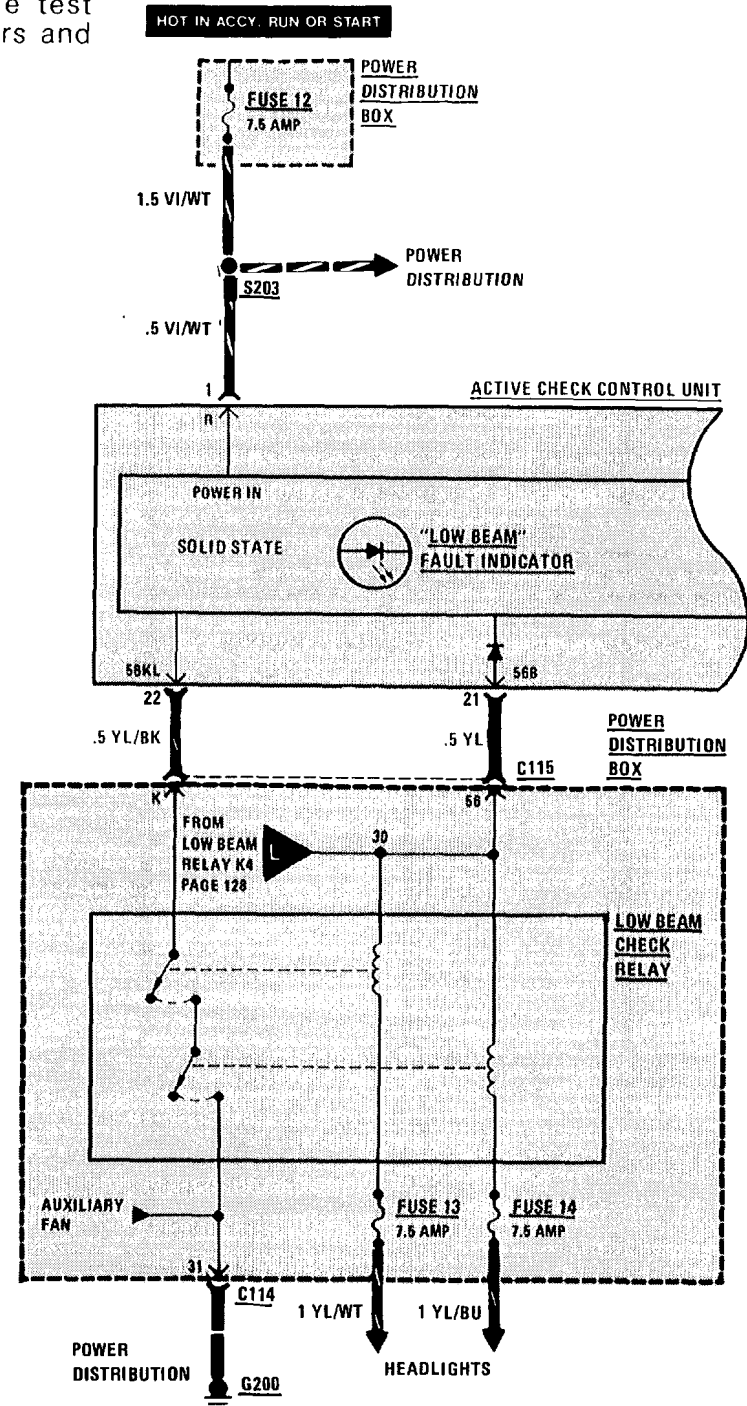 e test
rs and
HOT IN ACCY. RUN OR START
POWER
DISTRIBUTION
BOX
FUSE 12
7.5 AMP
1.5 VI/WT
POWER
DISTRIBUTION
S203
.5 VI/WT
1
ACTIVE CHECK CONTROL UNIT
R
POWER IN
SOLID STATE
"LOW BEAM"
FAULT INDICATOR
56KL
56B
22
21
.5 YL/BK
.5 YL
C115
POWER
DISTRIBUTION
BOX
K
56
FROM
LOW BEAM
RELAY K4
PAGE 128
L
30
LOW BEAM
CHECK
RELAY
AUXILIARY
FAN
FUSE 13
7.5 AMP
FUSE 14
7.5 AMP
31
C114
1 YL/WT
1 YL/BU
POWER
DISTRIBUTION
G200
HEADLIGHTS